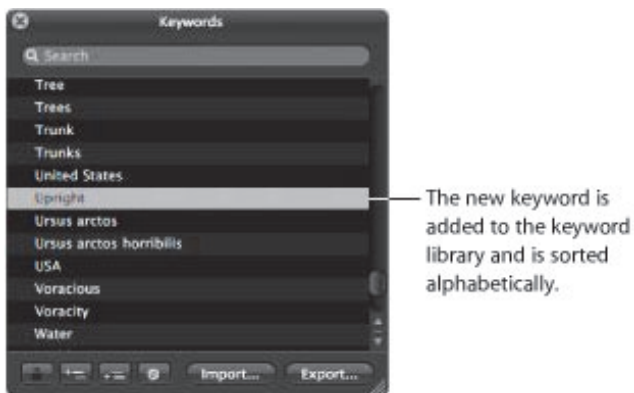 Keywords
Search
Tree
Trees
Trunk
Trunks
United States
Upright
Ursus arctos
Ursus arctos horribilis
USA
Voracious
Voracity
Water
Import...
Export...
The new keyword is
added to the keyword
library and is sorted
alphabetically.